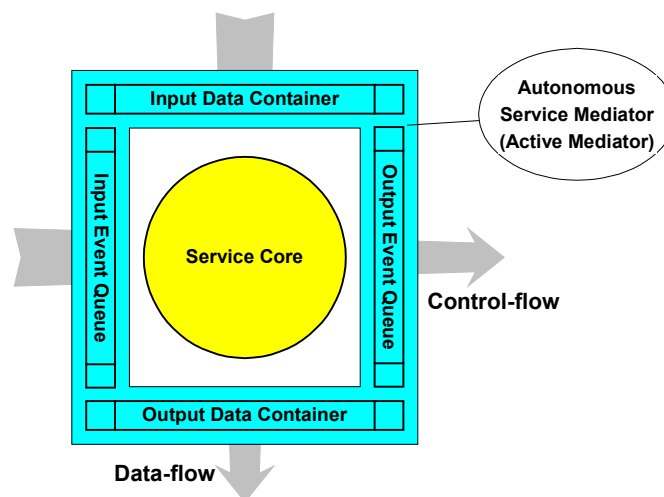 Input Data Container
Autonomous
Service Mediator
(Active Mediator)
Input Event Queue
Service Core
Output Event Queue
Control-flow
Output Data Container
Data-flow